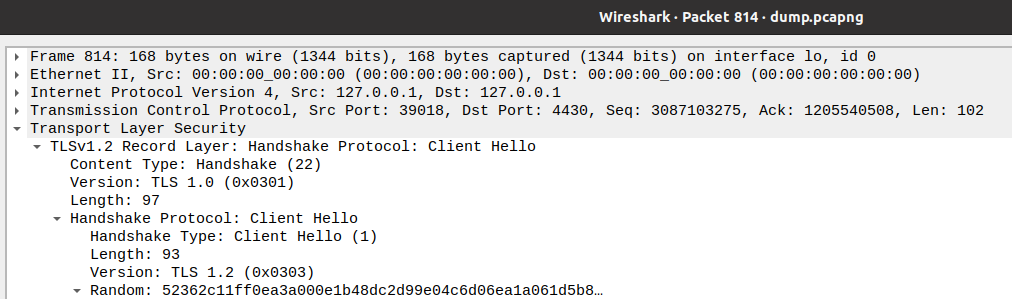 Wireshark · Packet 814 · dump.pcapng
Frame 814: 168 bytes on wire (1344 bits), 168 bytes captured (1344 bits) on interface lo, id 0
Ethernet II, Src: 00:00:00_00:00:00 (00:00:00:00:00:00), Dst: 00:00:00_00:00:00 (00:00:00:00:00:00)
Internet Protocol Version 4, Src: 127.0.0.1, Dst: 127.0.0.1
Transmission Control Protocol, Src Port: 39018, Dst Port: 4430, Seq: 3087103275, Ack: 1205540508, Len: 102
Transport Layer Security
TLSv1.2 Record Layer: Handshake Protocol: Client Hello
Content Type: Handshake (22)
Version: TLS 1.0 (0x0301)
Length: 97
Handshake Protocol: Client Hello
Handshake Type: Client Hello (1)
Length: 93
Version: TLS 1.2 (0x0303)
Random: 52362c11ff0ea3a000e1b48dc2d99e04c6d06ea1a061d5b8…